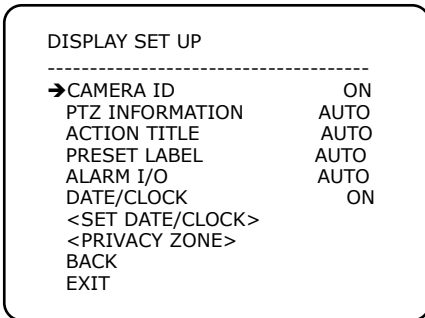 DISPLAY SET UP
--------------------------------------
➔CAMERA ID ON
PTZ INFORMATION AUTO
ACTION TITLE AUTO
PRESET LABEL AUTO
ALARM I/O AUTO
DATE/CLOCK ON
<SET DATE/CLOCK>
<PRIVACY ZONE>
BACK
EXIT